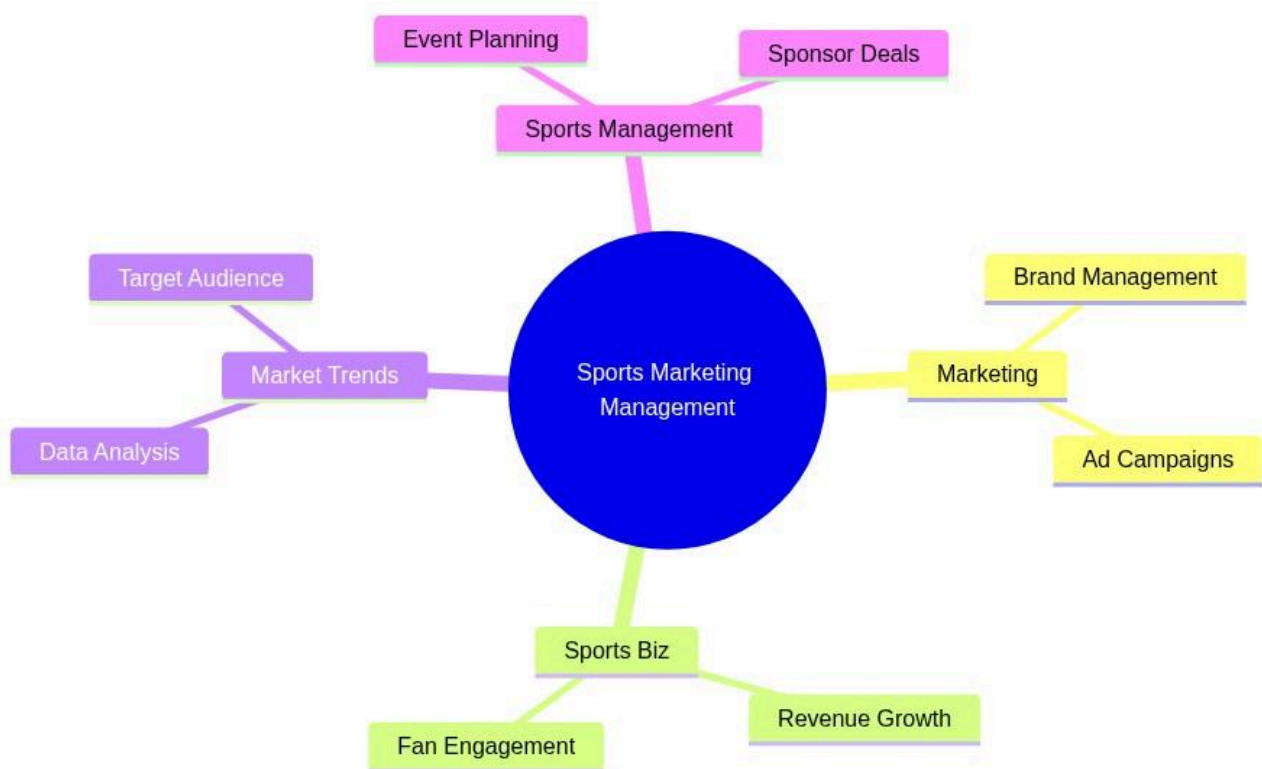 Event Planning
Sponsor Deals
Sports Management
Target Audience
Brand Management
Market Trends
Sports Marketing
Management
Marketing
Data Analysis
Ad Campaigns
Sports Biz
Revenue Growth
Fan Engagement